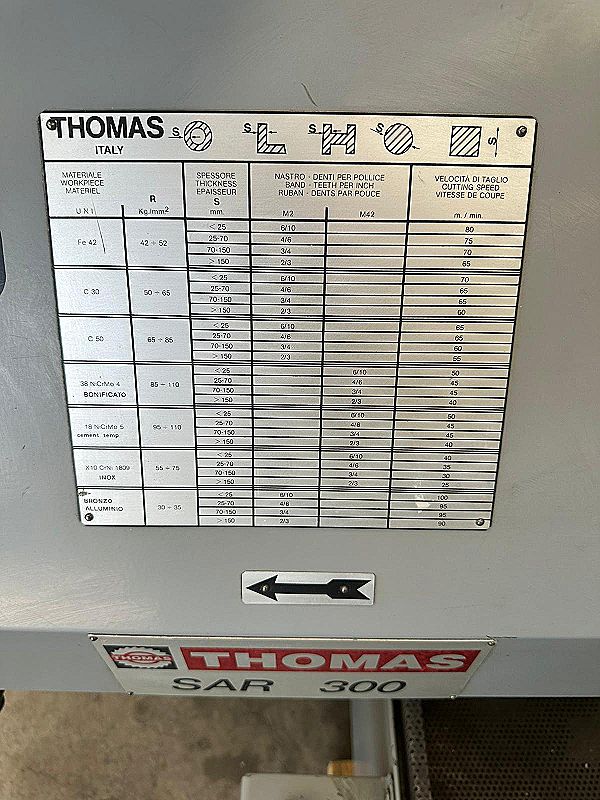 THOMAS
ITALY
S S S S S
MATERIALE
WORKPIECE
MATERIEL
UNI
R
Kg/mm²
SPESSORE
THICKNESS
EPAISSEUR
S
mm.
NASTRO - DENTI PER POLLICE
BAND - TEETH PER INCH
RUBAN - DENTS PAR POUCE
M2 M42
VELOCITÀ DI TAGLIO
CUTTING SPEED
VITESSE DE COUPE
m. / min.
Fe 42 42 ÷ 52
< 25 6/10 80
25-70 4/6 75
70-150 3/4 70
> 150 2/3 65
C 30 50 ÷ 65
< 25 6/10 70
25-70 4/6 65
70-150 3/4 65
> 150 2/3 60
C 50 65 ÷ 85
< 25 6/10 65
25-70 4/6 65
70-150 3/4 60
> 150 2/3 55
38 NiCrMo 4
BONIFICATO
85 ÷ 110
< 25 6/10 50
25-70 4/6 45
70-150 3/4 45
> 150 2/3 40
18 NiCrMo 5
cement temp
95 ÷ 110
< 25 6/10 50
25-70 4/6 45
70-150 3/4 45
> 150 2/3 40
X10 CrNi 1809
INOX
55 ÷ 75
< 25 6/10 40
25-70 4/6 35
70-150 3/4 30
> 150 2/3 25
BRONZO
ALLUMINIO
30 ÷ 35
< 25 6/10 100
25-70 4/6 95
70-150 3/4 95
> 150 2/3 90
THOMAS THOMAS
SAR 300